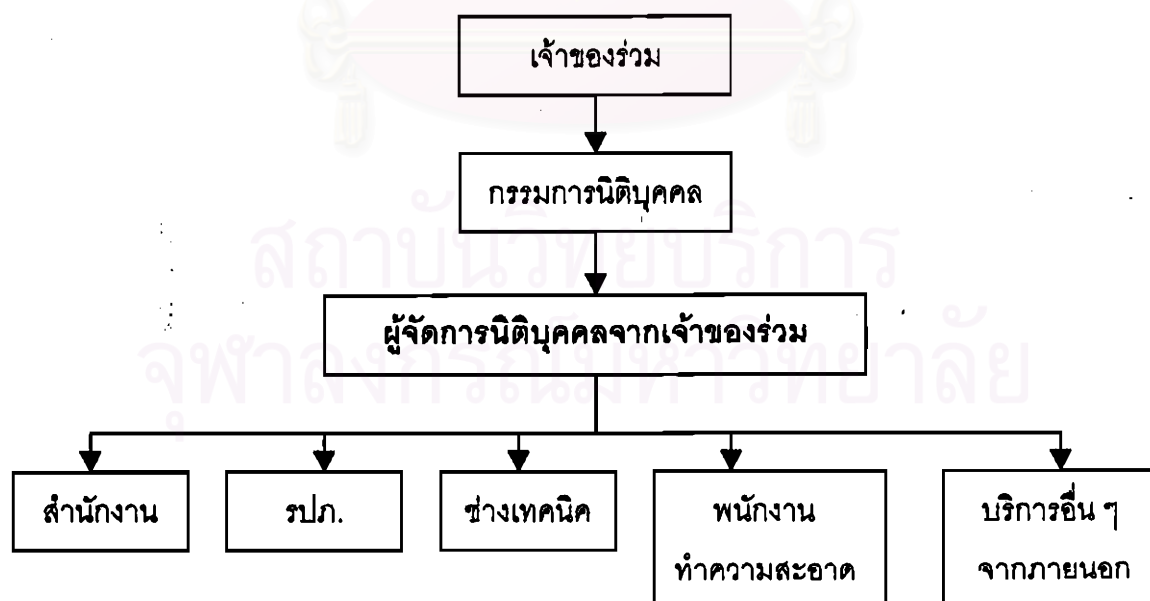 เจ้าของร่วม
กรรมการนิติบุคคล
สถาบันวิทยบริการ
ผู้จัดการนิติบุคคลจากเจ้าของร่วม
จุฬาลงกรณ์มหาวิทยาลัย
สำนักงาน
รปภ.
ช่างเทคนิค
พนักงาน
ทำความสะอาด
บริการอื่น ๆ
จากภายนอก